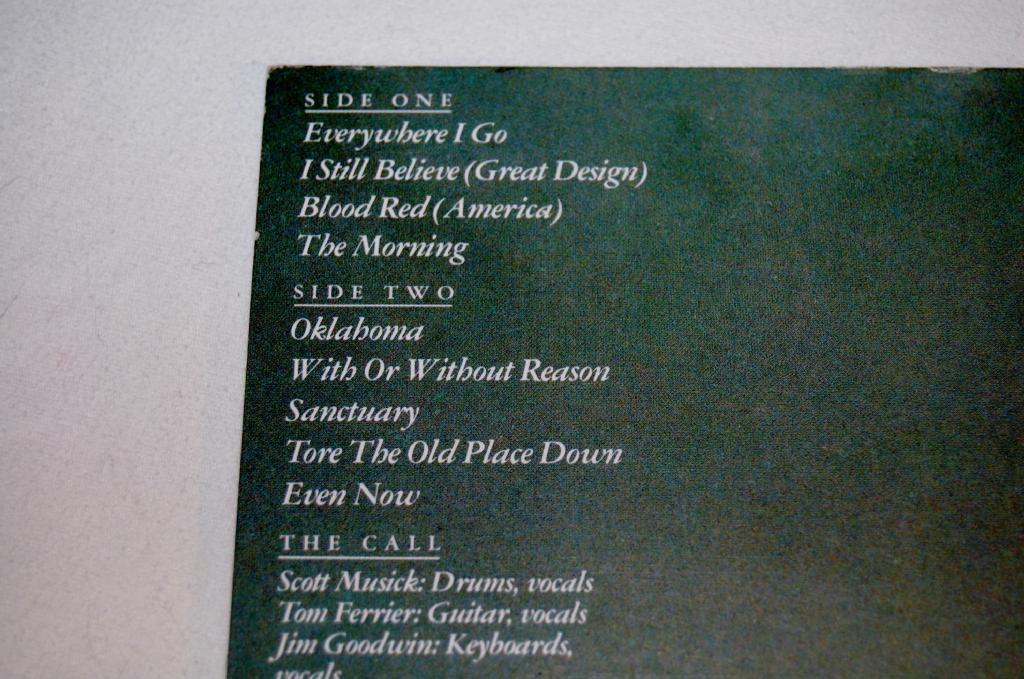 SIDE ONE
Everywhere I Go
I Still Believe (Great Design)
Blood Red (America)
The Morning
SIDE TWO
Oklahoma
With Or Without Reason
Sanctuary
Tore The Old Place Down
Even Now
THE CALL
Scott Musick: Drums, vocals
Tom Ferrier: Guitar, vocals
Jim Goodwin: Keyboards,
vocals